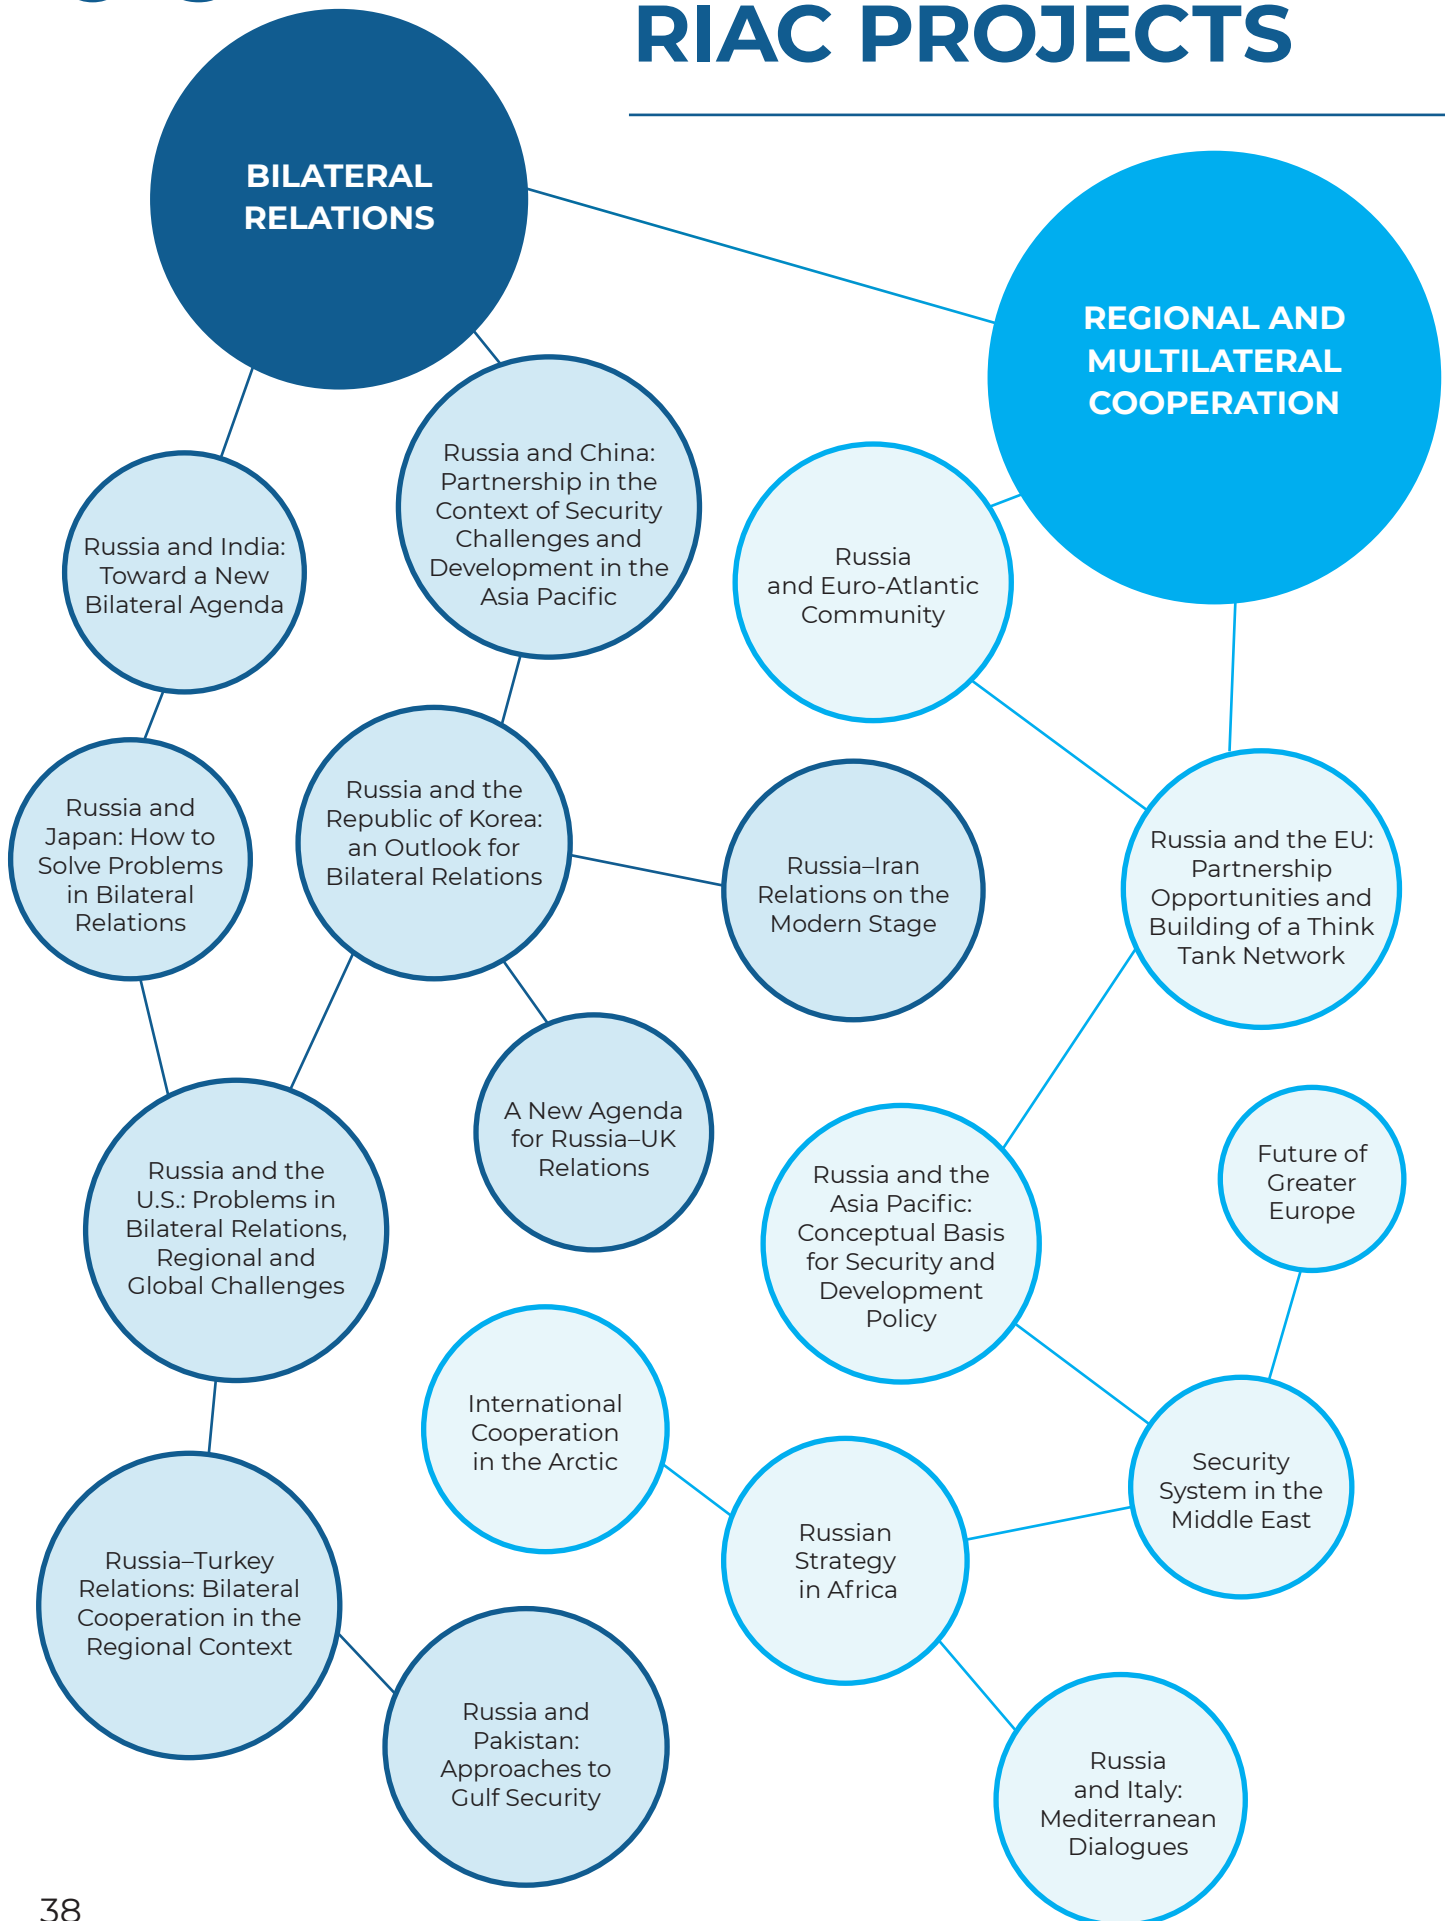 RIAC PROJECTS
BILATERAL
RELATIONS
REGIONAL AND
MULTILATERAL
COOPERATION
Russia and China:
Partnership in the
Context of Security
Challenges and
Development in the
Asia Pacific
Russia and India:
Toward a New
Bilateral Agenda
Russia
and Euro-Atlantic
Community
Russia and the
Republic of Korea:
an Outlook for
Bilateral Relations
Russia and
Japan: How to
Solve Problems
in Bilateral
Relations
Russia–Iran
Relations on the
Modern Stage
Russia and the EU:
Partnership
Opportunities and
Building of a Think
Tank Network
A New Agenda
for Russia–UK
Relations
Russia and the
U.S.: Problems in
Bilateral Relations,
Regional and
Global Challenges
Russia and the
Asia Pacific:
Conceptual Basis
for Security and
Development
Policy
Future of
Greater
Europe
International
Cooperation
in the Arctic
Security
System in the
Middle East
Russian
Strategy
in Africa
Russia–Turkey
Relations: Bilateral
Cooperation in the
Regional Context
Russia and
Pakistan:
Approaches to
Gulf Security
Russia
and Italy:
Mediterranean
Dialogues
38